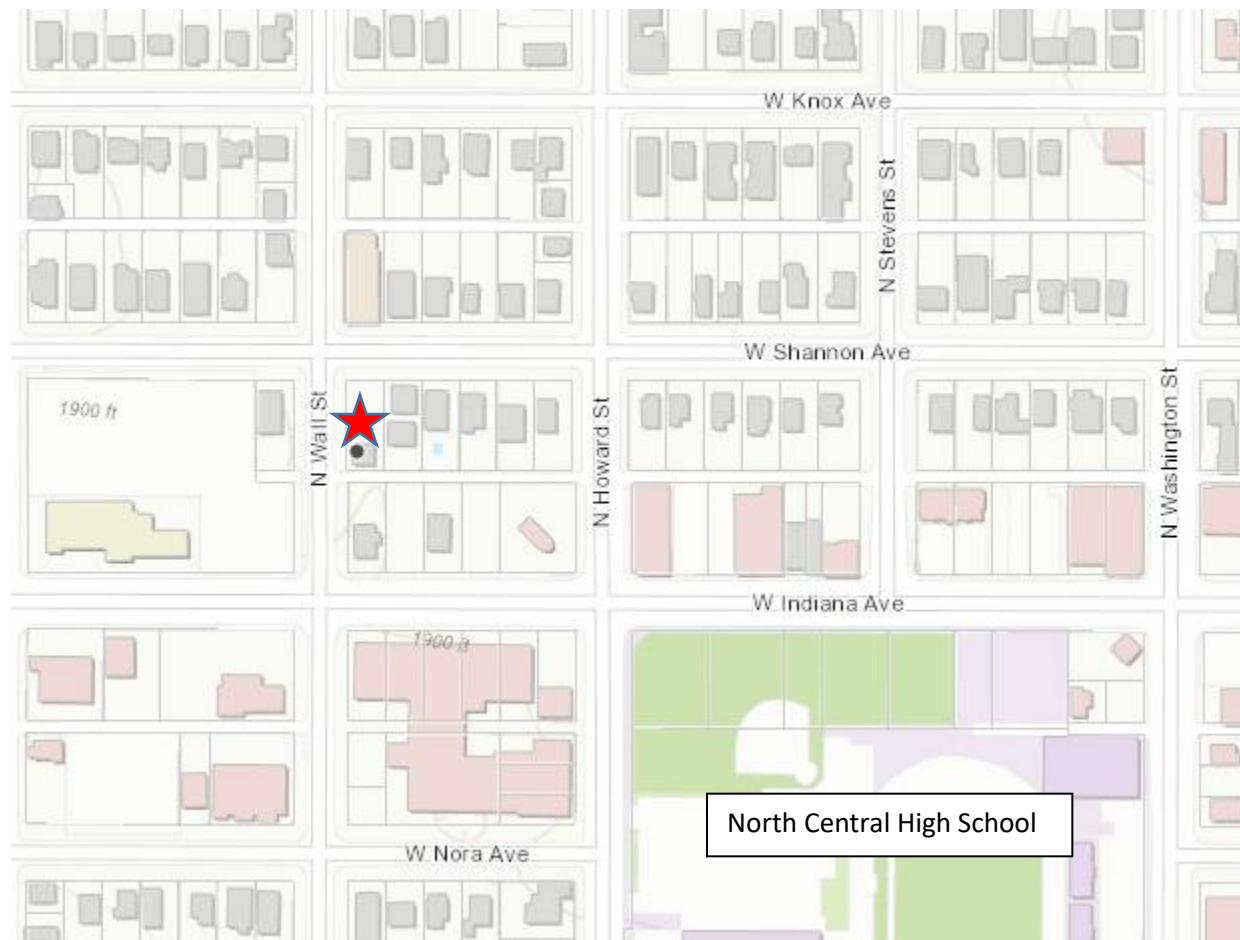 W Knox Ave
N Stevens St
W Shannon Ave
1900 ft
N Wall St
N Howard St
N Washington St
W Indiana Ave
1900 ft
North Central High School
W Nora Ave